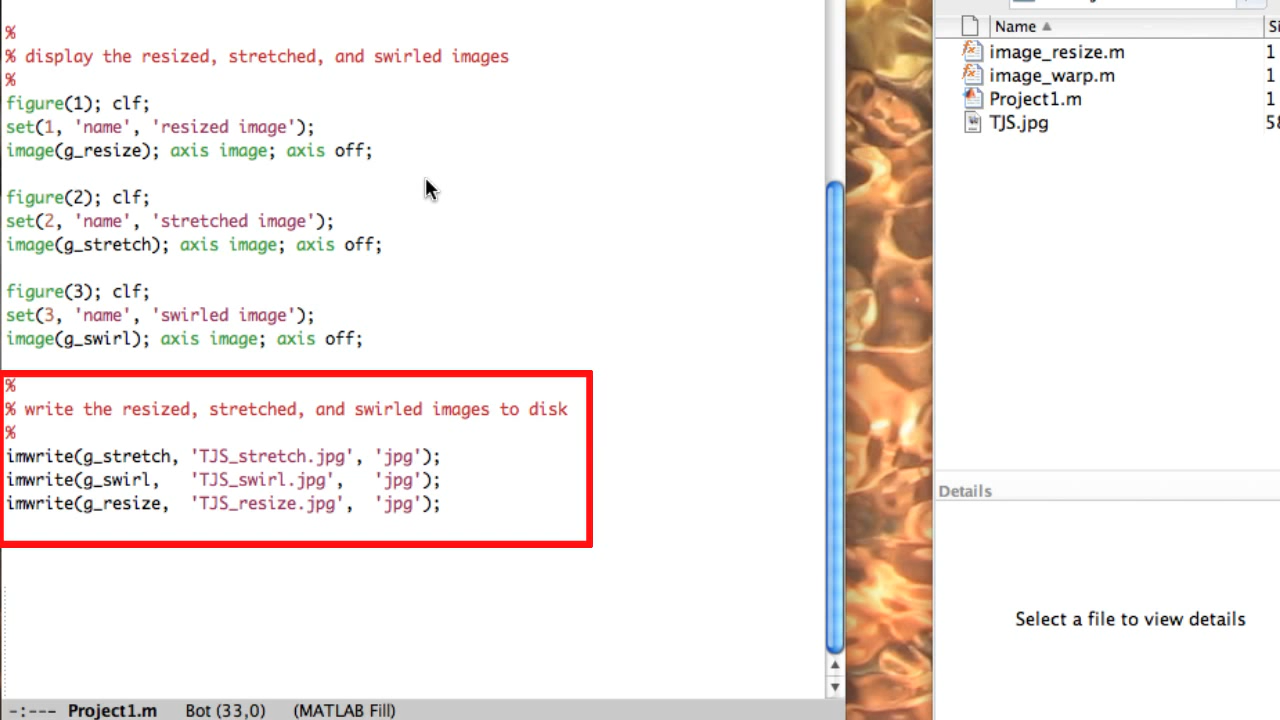 %
% display the resized, stretched, and swirled images
%
figure(1); clf;
set(1, 'name', 'resized image');
image(g_resize); axis image; axis off;
figure(2); clf;
set(2, 'name', 'stretched image');
image(g_stretch); axis image; axis off;
figure(3); clf;
set(3, 'name', 'swirled image');
image(g_swirl); axis image; axis off;
%
% write the resized, stretched, and swirled images to disk
%
imwrite(g_stretch, 'TJS_stretch.jpg', 'jpg');
imwrite(g_swirl,   'TJS_swirl.jpg',   'jpg');
imwrite(g_resize,  'TJS_resize.jpg',  'jpg');
-:--- Project1.m Bot (33,0) (MATLAB Fill)
Name
image_resize.m 1
image_warp.m 1
Project1.m 1
TJS.jpg
Details
Select a file to view details